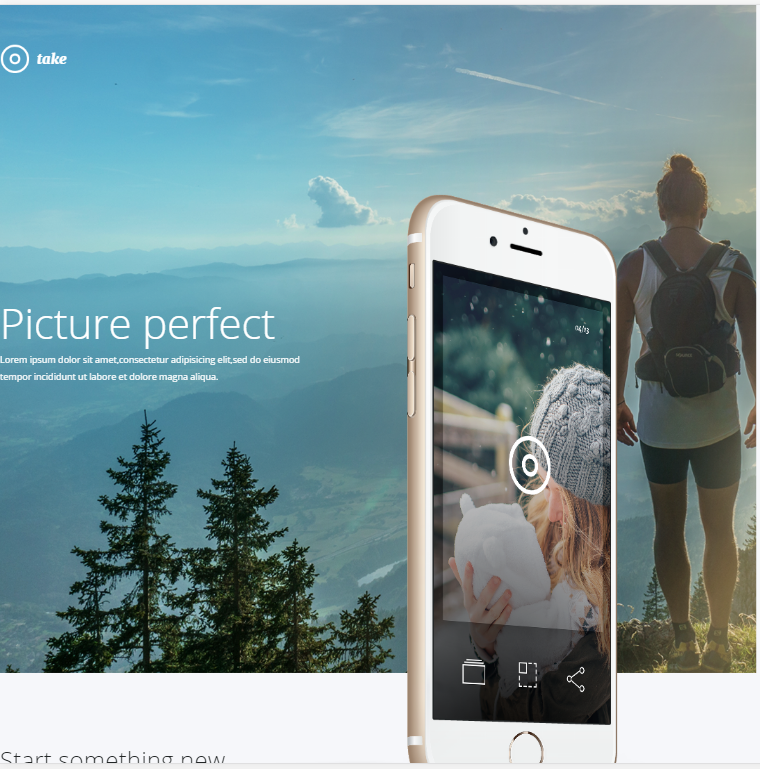 take
Picture perfect
Lorem ipsum dolor sit amet,consectetur adipisicing elit,sed do eiusmod
tempor incididunt ut labore et dolore magna aliqua.
04/13
Start something new